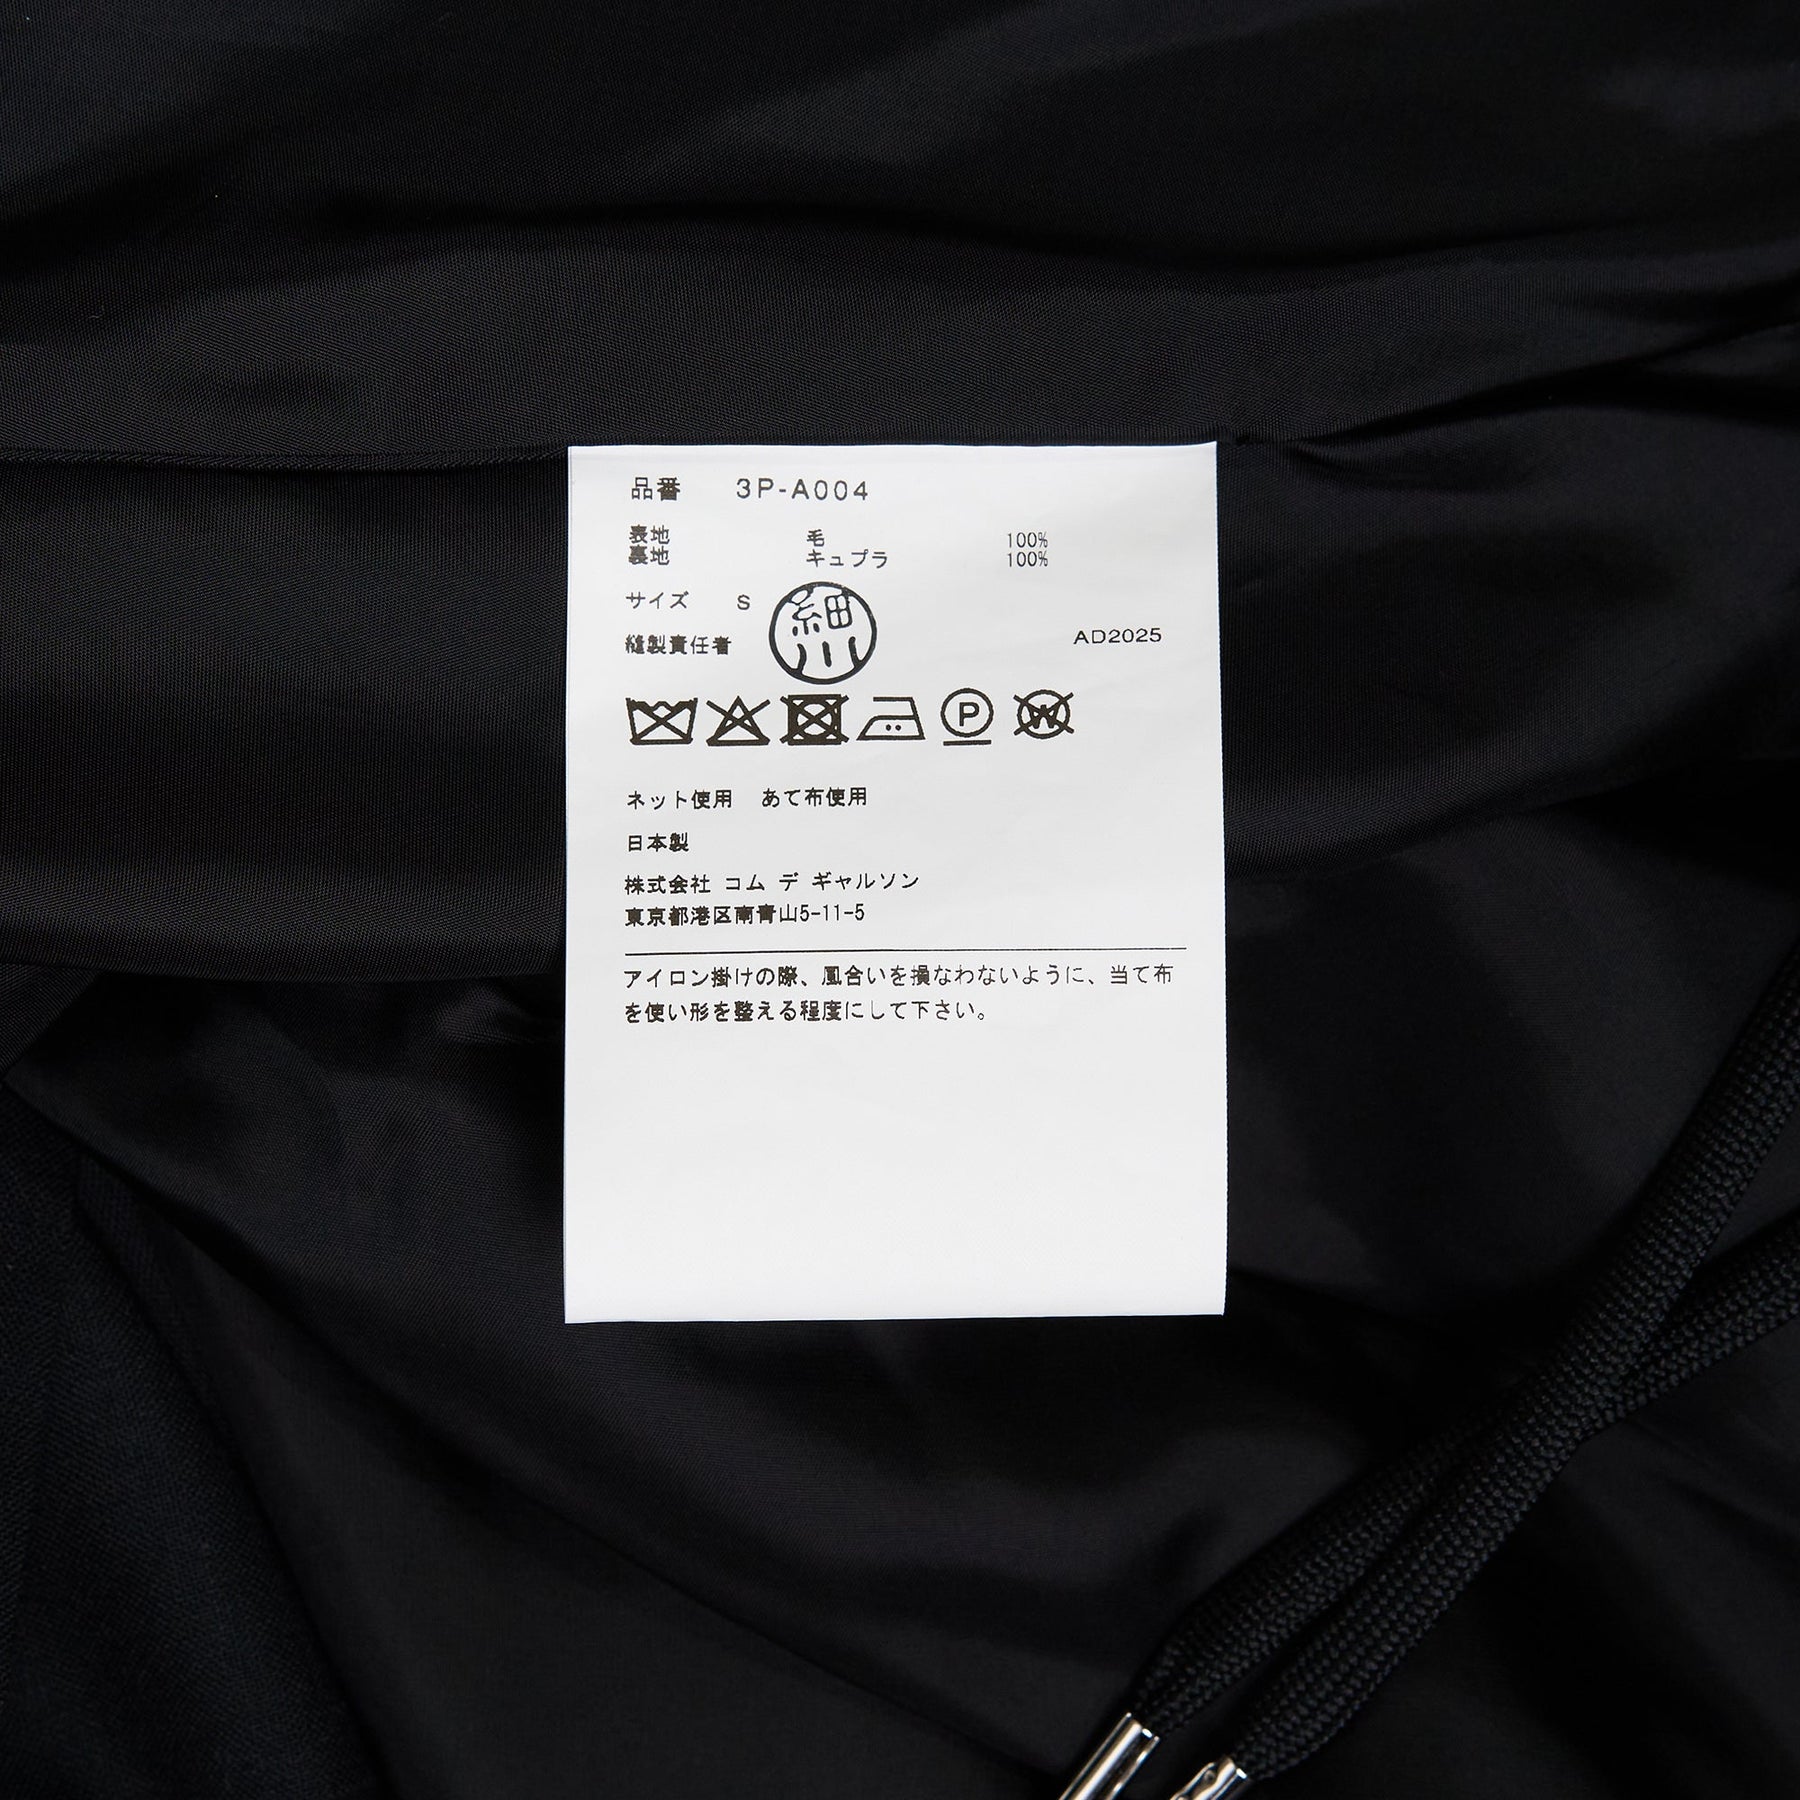 品番 3P-A004
表地 毛 100%
裏地 キュプラ 100%
サイズ S
細川
縫製責任者 AD2025
P W
ネット使用 あて布使用
日本製
株式会社 コム デ ギャルソン
東京都港区南青山5-11-5
アイロン掛けの際、風合いを損なわないように、当て布
を使い形を整える程度にして下さい。